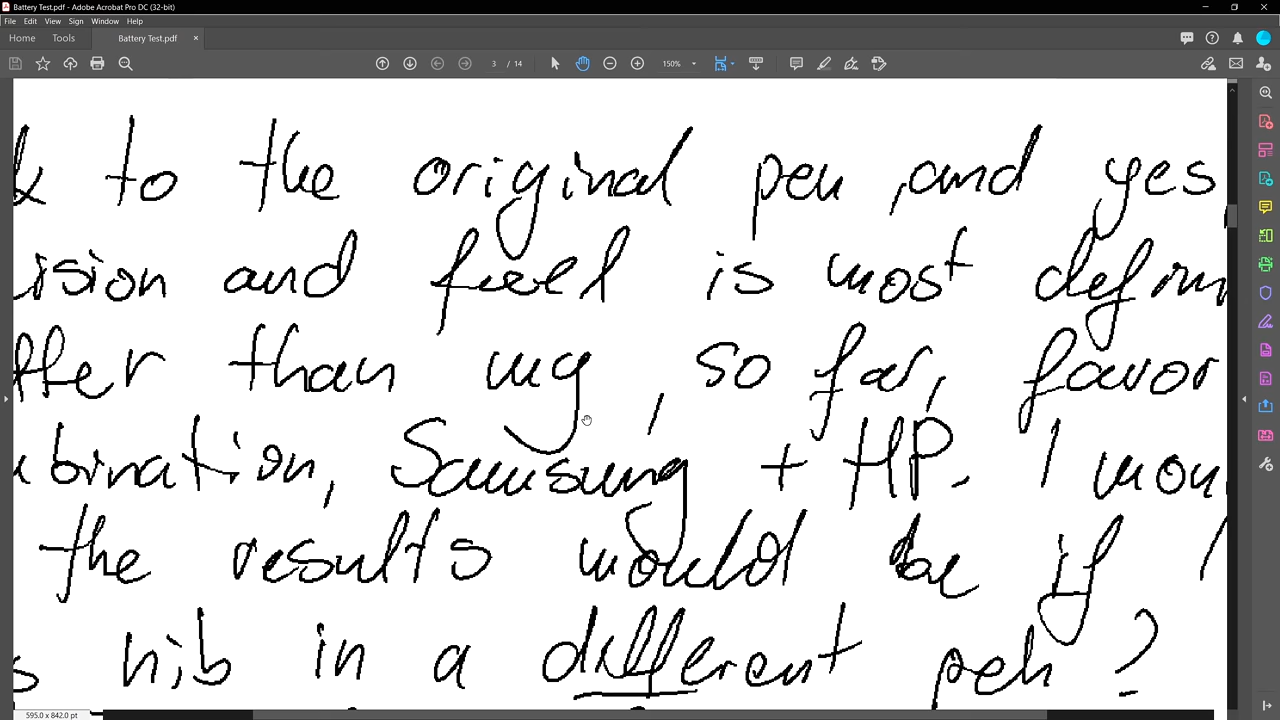 Battery Test.pdf - Adobe Acrobat Pro DC (32-bit)
File Edit View Sign Window Help
Home Tools Battery Test.pdf ×
3 / 14 150%
to the original pen, and yes
ision and feel is most defin
tter than my, so far, favor
bination, Samsung + HP. I won
the results would be if I
s nib in a different pen?
595.0 x 842.0 pt